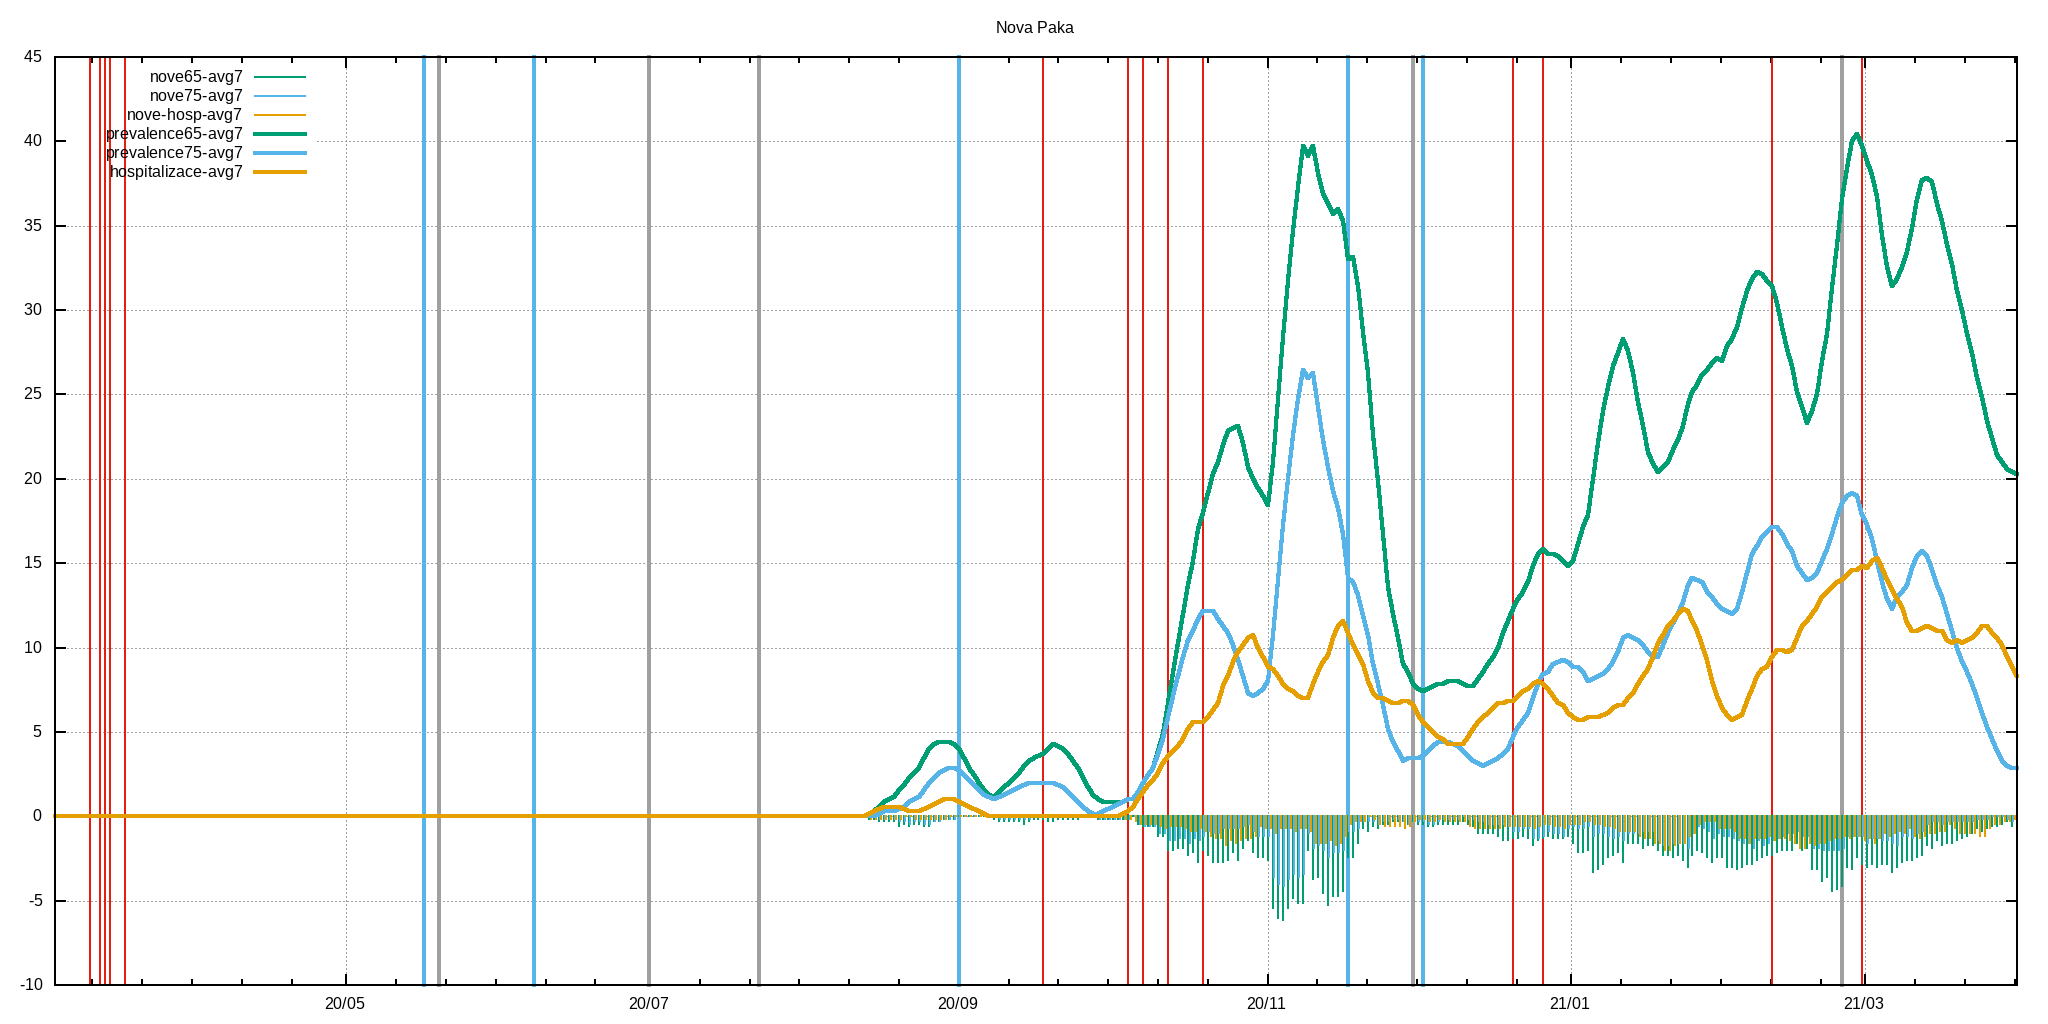 Nova Paka
45
nove65-avg7
nove75-avg7
nove-hosp-avg7
prevalence65-avg7
40
prevalence75-avg7
hospitalizace-avg7
35
30
25
20
15
10
5
0
-5
-10
20/05 20/07 20/09 20/11 21/01 21/03